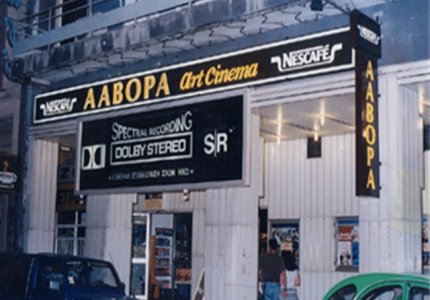 NESCAFÉ
ΑΑΒΟΡΑ Art Cinema
NESCAFÉ
SPECTRAL RECORDING
DOLBY STEREO
SR
ΑΑΒΟΡΑ